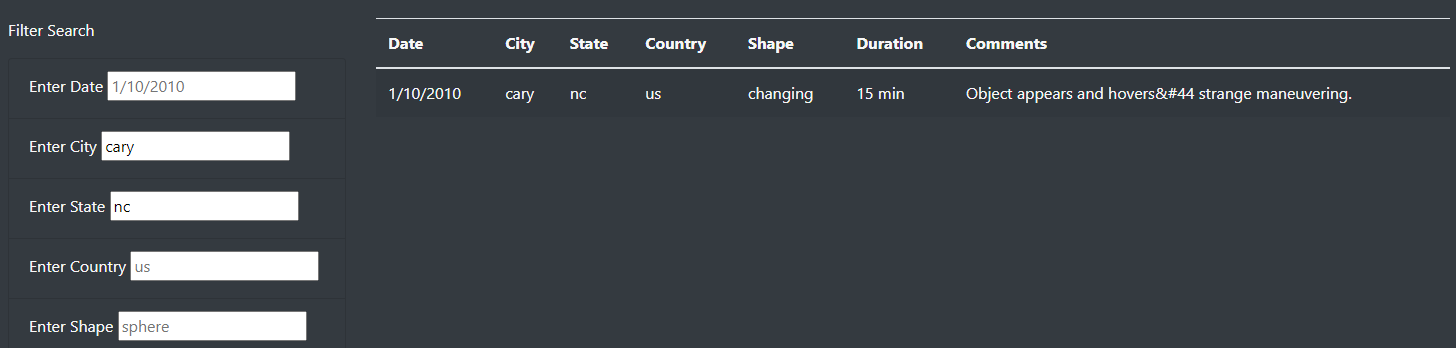 Filter Search
Enter Date 1/10/2010
Enter City cary
Enter State nc
Enter Country us
Enter Shape sphere
Date City State Country Shape Duration Comments
1/10/2010 cary nc us changing 15 min Object appears and hovers&#44 strange maneuvering.